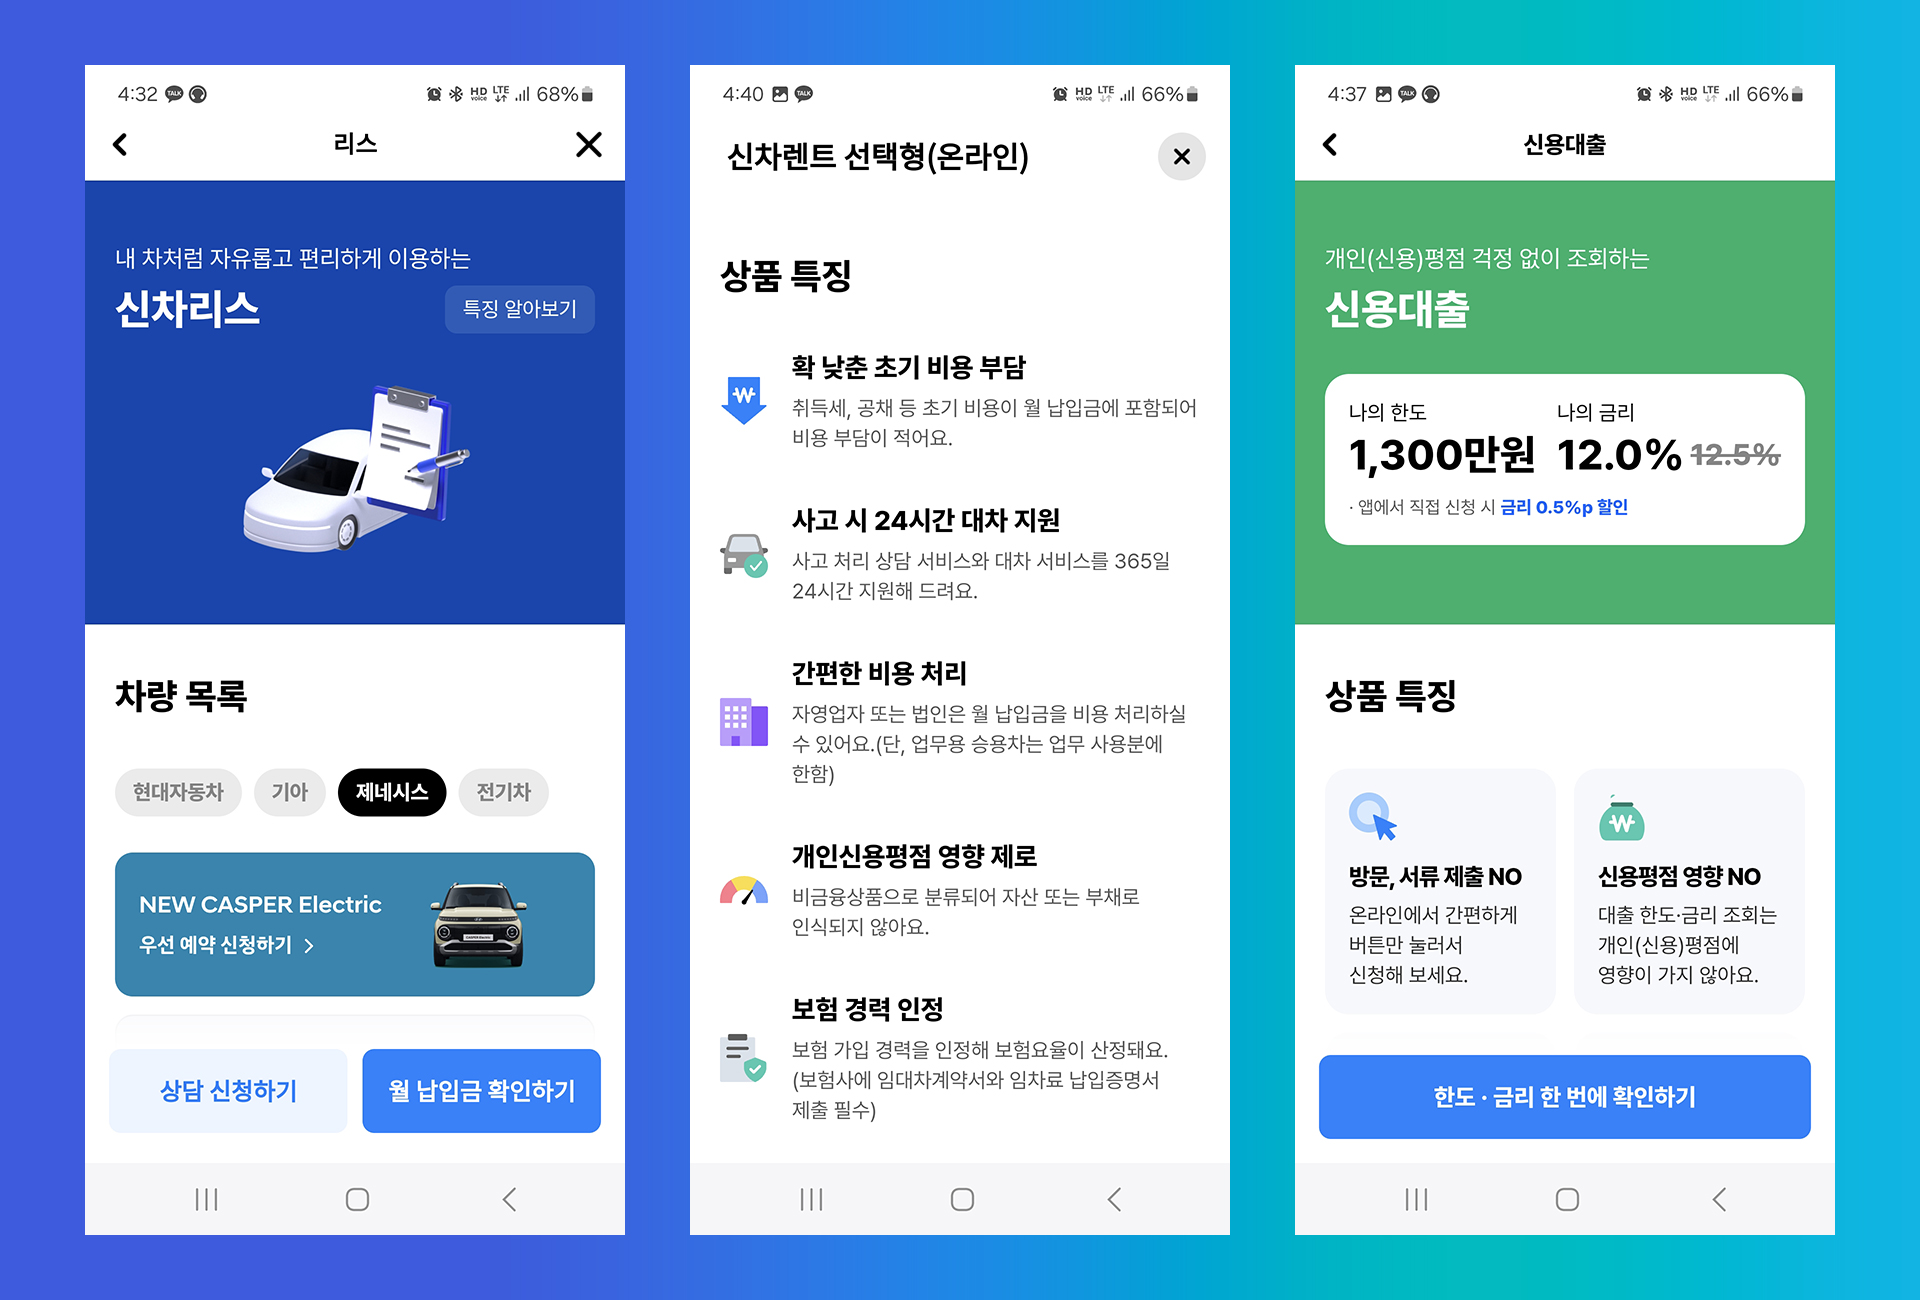 4:32
HD voice LTE 68%
리스
내 차처럼 자유롭고 편리하게 이용하는
신차리스
특징 알아보기
차량 목록
현대자동차
기아
제네시스
전기차
NEW CASPER Electric
우선 예약 신청하기
상담 신청하기
월 납입금 확인하기
4:40
TALK
HD voice LTE 66%
신차렌트 선택형(온라인)
상품 특징
확 낮춘 초기 비용 부담
취득세, 공채 등 초기 비용이 월 납입금에 포함되어
비용 부담이 적어요.
사고 시 24시간 대차 지원
사고 처리 상담 서비스와 대차 서비스를 365일
24시간 지원해 드려요.
간편한 비용 처리
자영업자 또는 법인은 월 납입금을 비용 처리하실
수 있어요.(단, 업무용 승용차는 업무 사용분에
한함)
개인신용평점 영향 제로
비금융상품으로 분류되어 자산 또는 부채로
인식되지 않아요.
보험 경력 인정
보험 가입 경력을 인정해 보험요율이 산정돼요.
(보험사에 임대차계약서와 임차료 납입증명서
제출 필수)
4:37
TALK
HD voice LTE 66%
신용대출
개인(신용)평점 걱정 없이 조회하는
신용대출
나의 한도
1,300만원
나의 금리
12.0% 12.5%
· 앱에서 직접 신청 시 금리 0.5%p 할인
상품 특징
방문, 서류 제출 NO
온라인에서 간편하게
버튼만 눌러서
신청해 보세요.
신용평점 영향 NO
대출 한도·금리 조회는
개인(신용)평점에
영향이 가지 않아요.
한도 · 금리 한 번에 확인하기